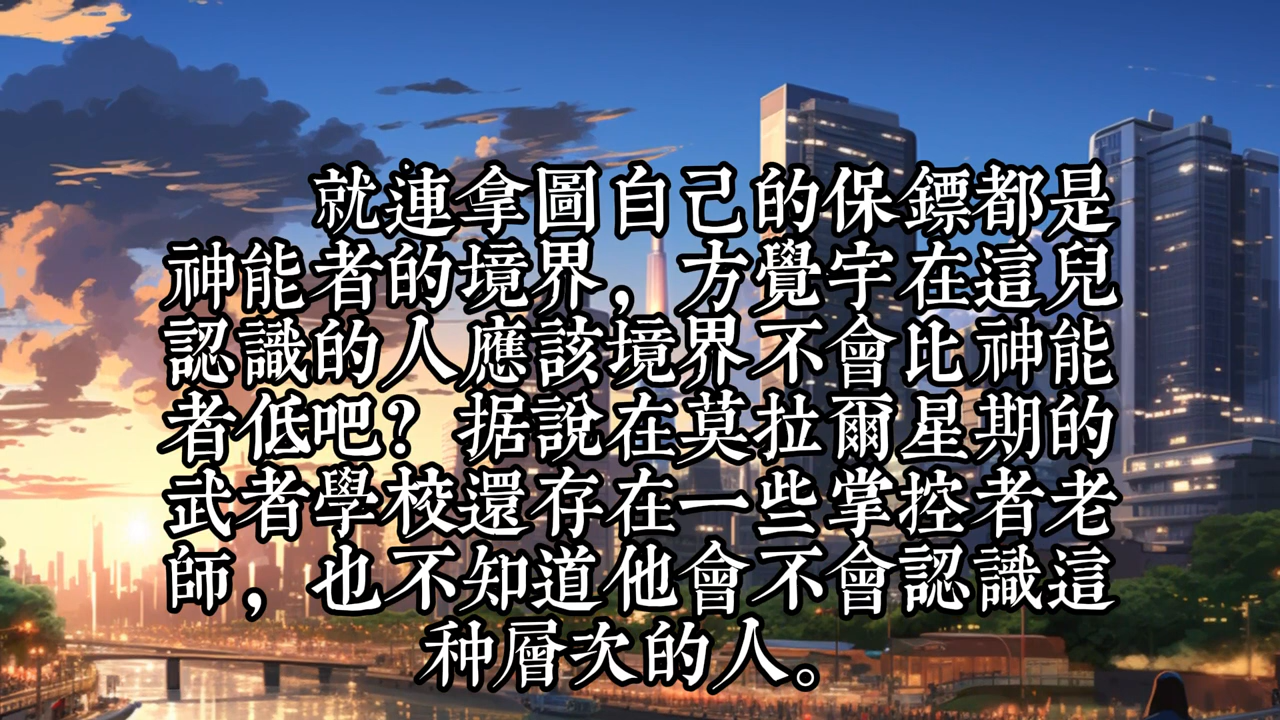 就連拿圖自己的保鏢都是
神能者的境界，方覺宇在這兒
認識的人應該境界不會比神能
者低吧？据說在莫拉爾星期的
武者學校還存在一些掌控者老
師，也不知道他會不會認識這
种層次的人。